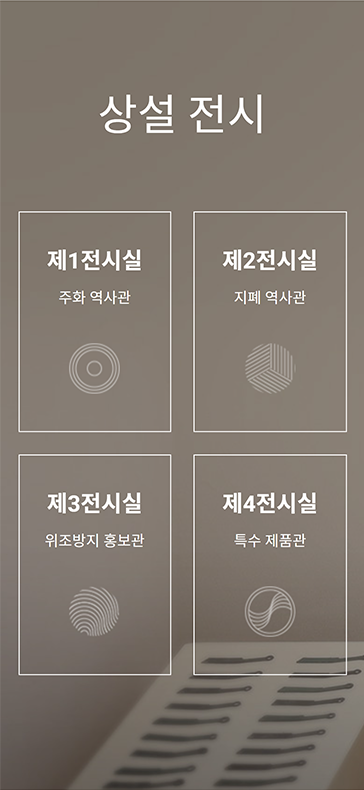 상설 전시
제1전시실
주화 역사관
제2전시실
지폐 역사관
제3전시실
위조방지 홍보관
제4전시실
특수 제품관